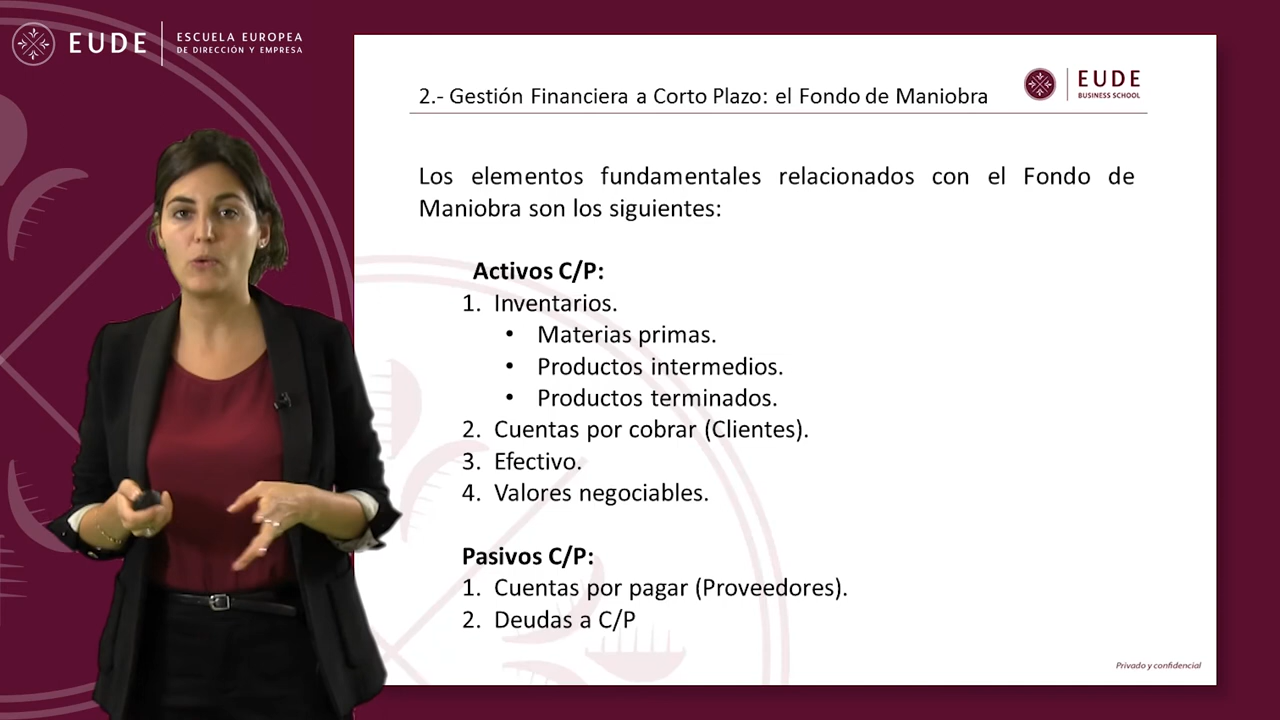 EUDE
ESCUELA EUROPEA
DE DIRECCIÓN Y EMPRESA
2.- Gestión Financiera a Corto Plazo: el Fondo de Maniobra
EUDE
BUSINESS SCHOOL
Los elementos fundamentales relacionados con el Fondo de
Maniobra son los siguientes:
Activos C/P:
1. Inventarios.
• Materias primas.
• Productos intermedios.
• Productos terminados.
2. Cuentas por cobrar (Clientes).
3. Efectivo.
4. Valores negociables.
Pasivos C/P:
1. Cuentas por pagar (Proveedores).
2. Deudas a C/P
Privado y confidencial